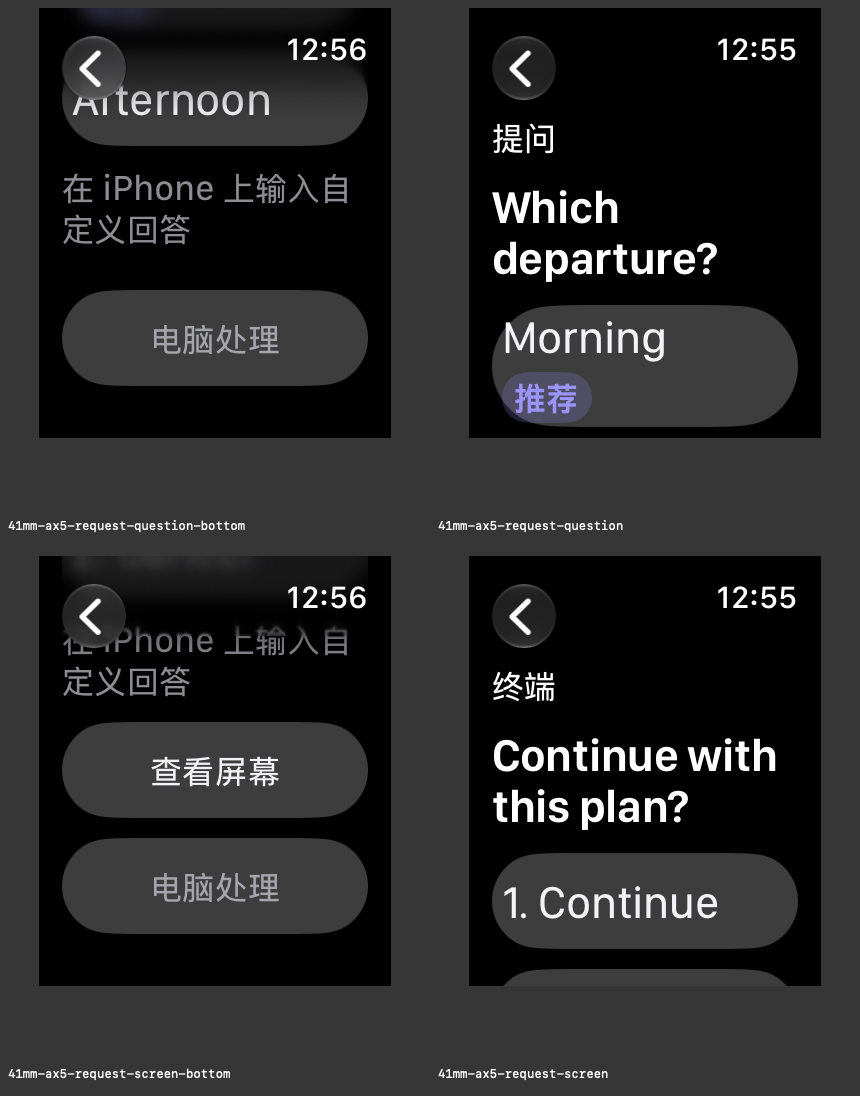 12:56
Afternoon
在 iPhone 上输入自
定义回答
电脑处理
41mm-ax5-request-question-bottom
12:55
提问
Which
departure?
Morning
推荐
41mm-ax5-request-question
12:56
在 iPhone 上输入自
定义回答
查看屏幕
电脑处理
41mm-ax5-request-screen-bottom
12:55
终端
Continue with
this plan?
1. Continue
41mm-ax5-request-screen